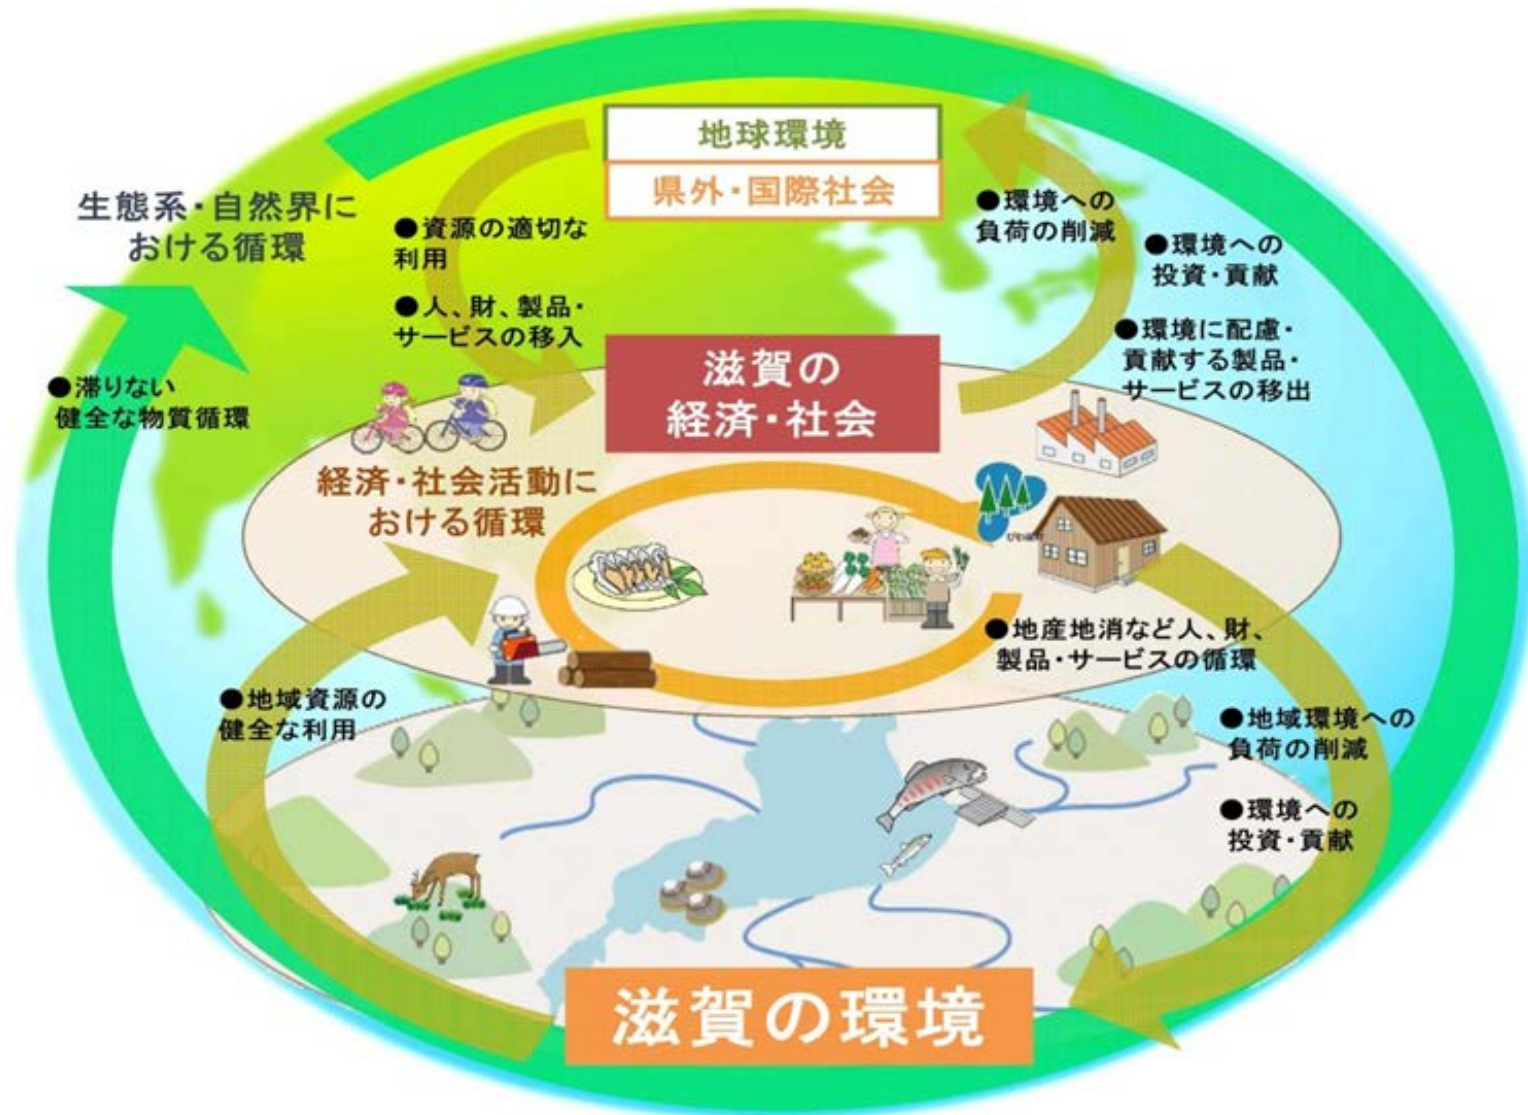 地球環境
県外・国際社会
生態系・自然界に
おける循環
●資源の適切な
利用
●人、財、製品・
サービスの移入
●環境への
負荷の削減
●環境への
投資・貢献
●環境に配慮・
貢献する製品・
サービスの移出
●滞りない
健全な物質循環
滋賀の
経済・社会
経済・社会活動に
おける循環
●地産地消など人、財、
製品・サービスの循環
●地域資源の
健全な利用
●地域環境への
負荷の削減
●環境への
投資・貢献
滋賀の環境